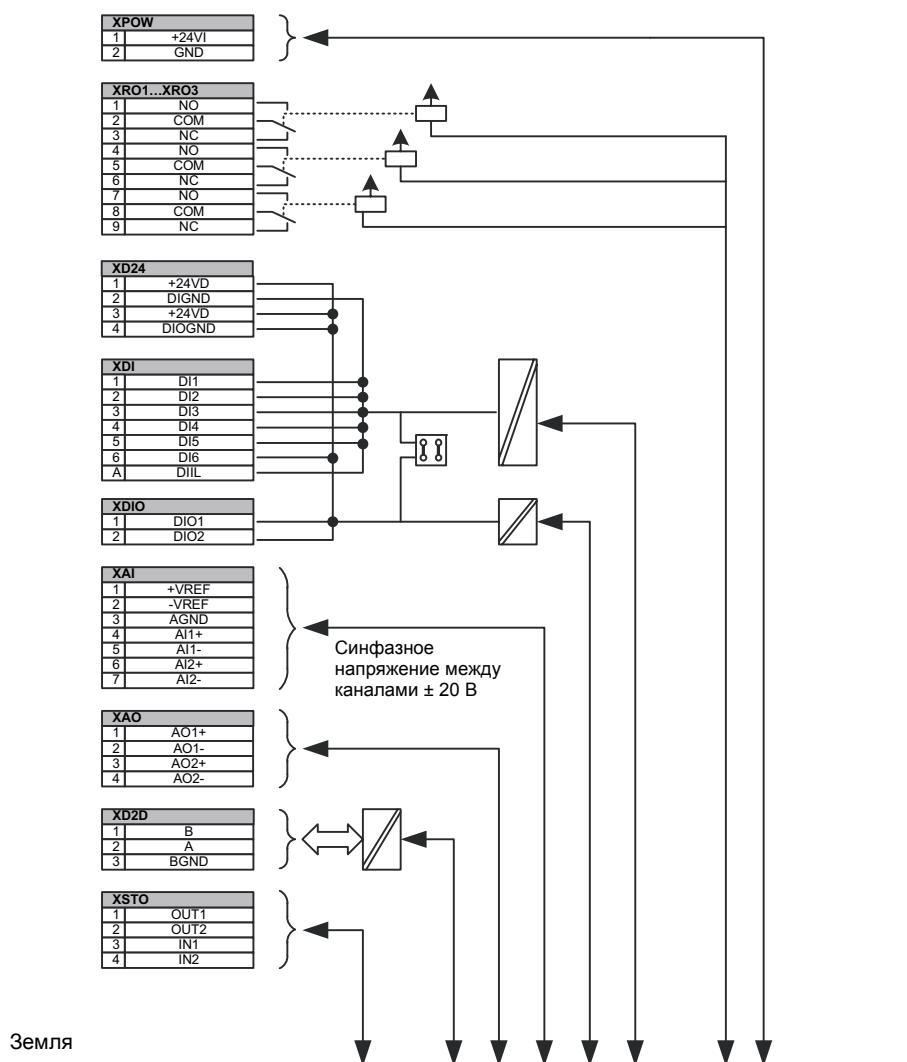 XPOW
1 +24VI
2 GND
XRO1…XRO3
1 NO
2 COM
3 NC
4 NO
5 COM
6 NC
7 NO
8 COM
9 NC
XD24
1 +24VD
2 DIGND
3 +24VD
4 DIOGND
XDI
1 DI1
2 DI2
3 DI3
4 DI4
5 DI5
6 DI6
A DIIL
XDIO
1 DIO1
2 DIO2
XAI
1 +VREF
2 -VREF
3 AGND
4 AI1+
5 AI1-
6 AI2+
7 AI2-
Синфазное
напряжение между
каналами ± 20 В
XAO
1 AO1+
2 AO1-
3 AO2+
4 AO2-
XD2D
1 B
2 A
3 BGND
XSTO
1 OUT1
2 OUT2
3 IN1
4 IN2
Земля